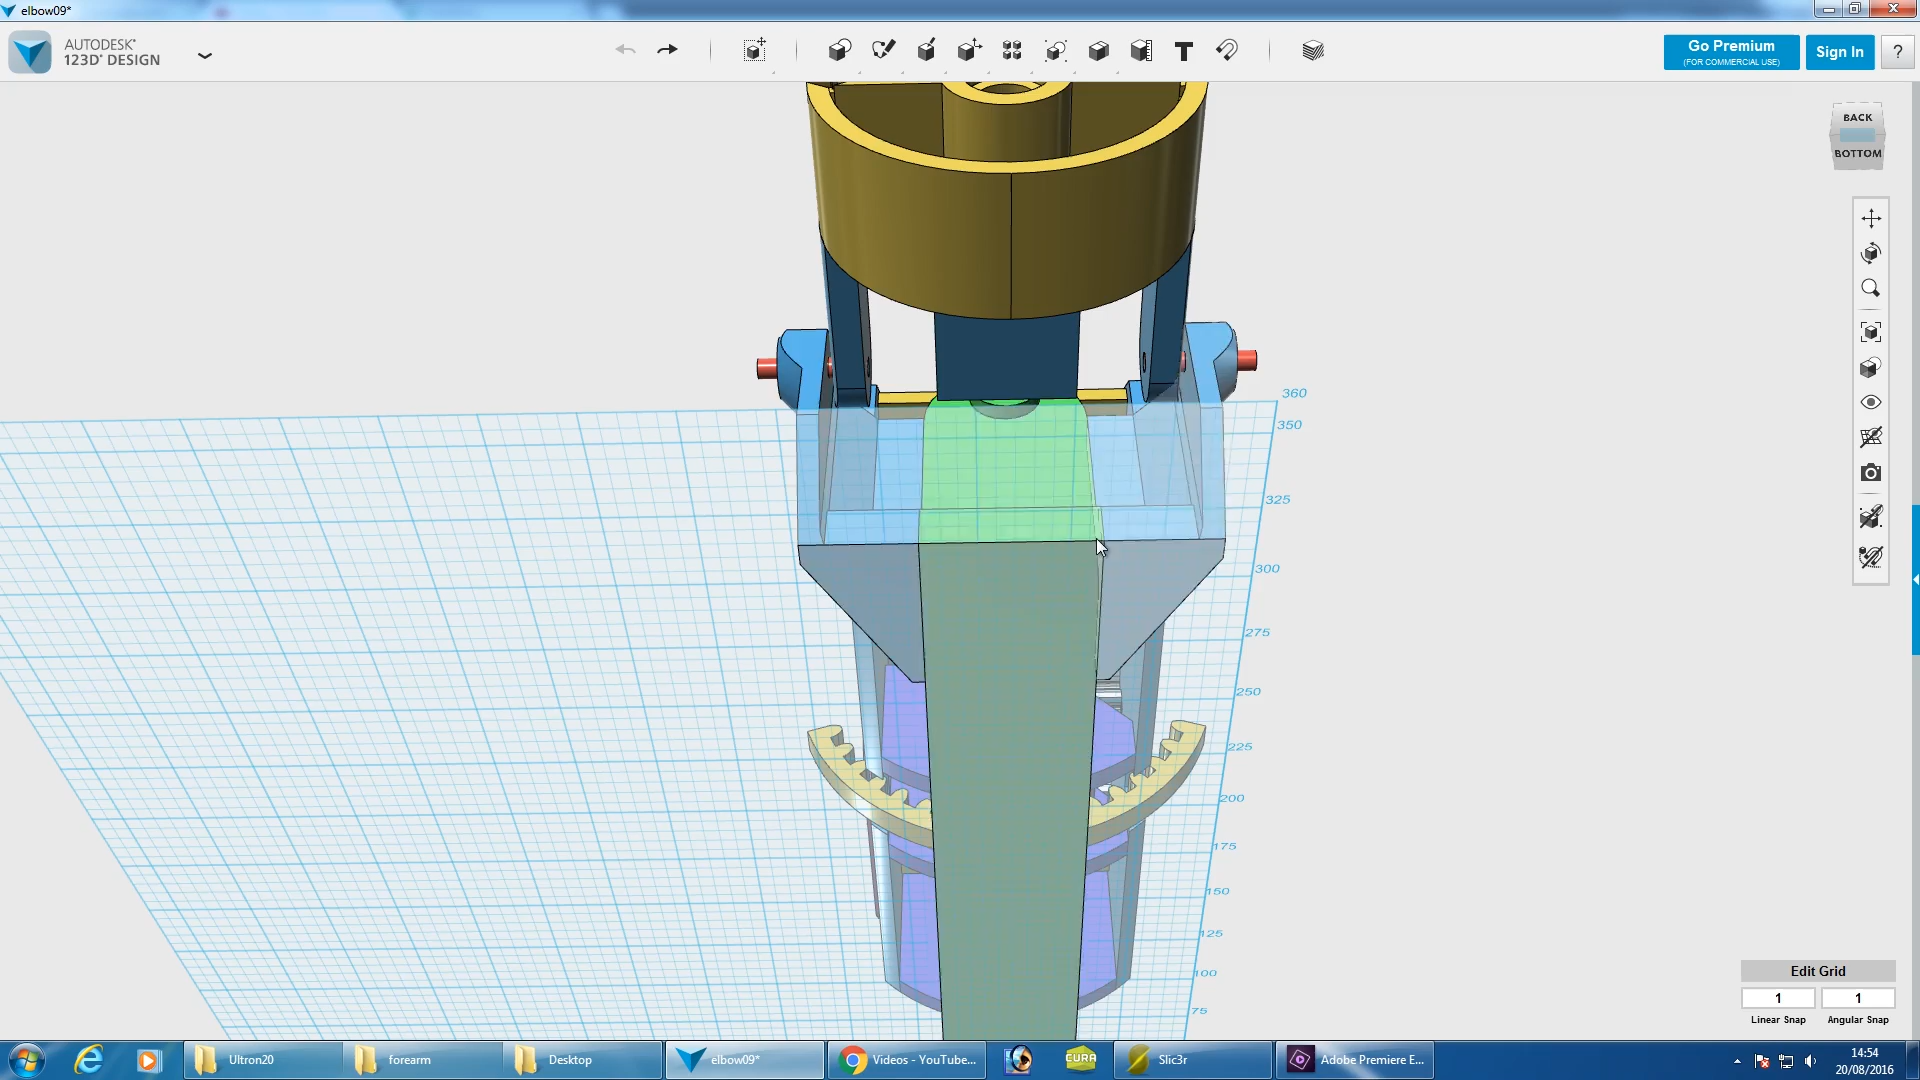 elbow09*
AUTODESK®
123D® DESIGN
T
Go Premium
(FOR COMMERCIAL USE)
Sign In
?
BACK
BOTTOM
360
350
325
300
275
250
225
200
175
150
125
100
75
Edit Grid
1
1
Linear Snap
Angular Snap
Ultron20
forearm
Desktop
elbow09*
Videos - YouTube...
CURA
Slic3r
Adobe Premiere E...
14:54
20/08/2016